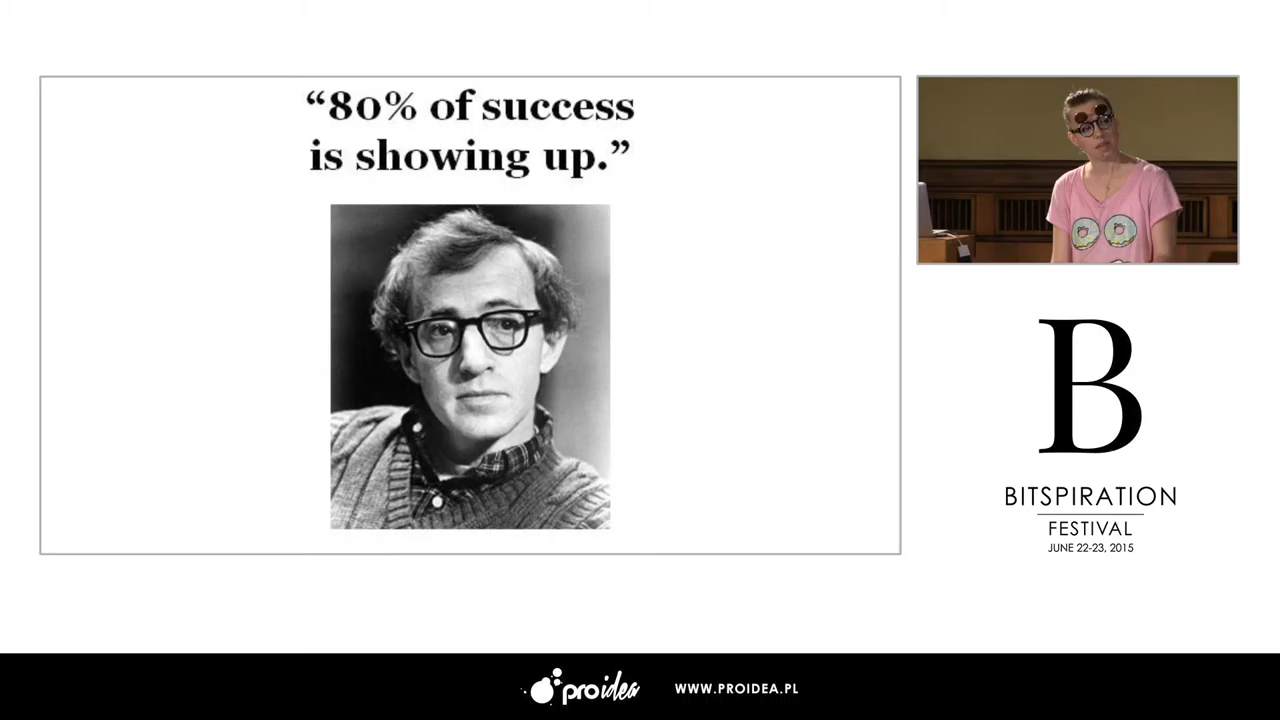 “80% of success
is showing up.”
B
BITSPIRATION
FESTIVAL
JUNE 22-23, 2015
proidea
WWW.PROIDEA.PL